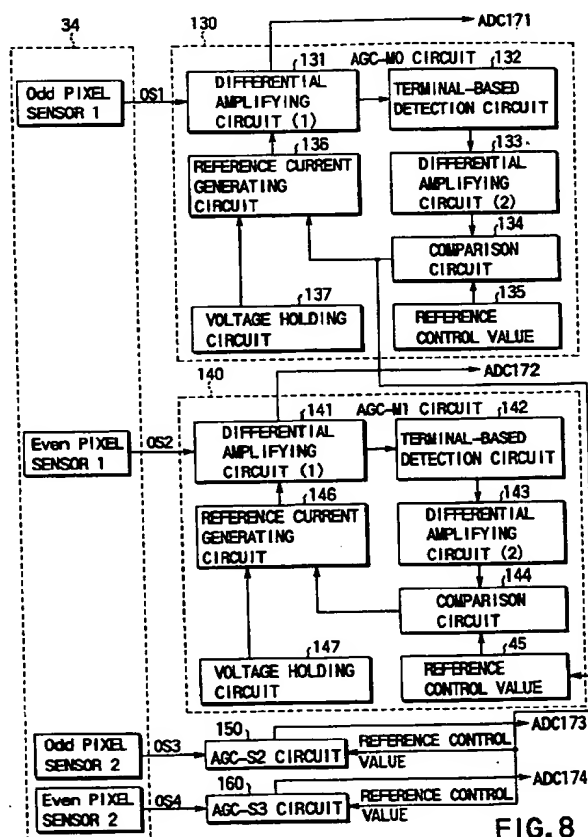 34
130
ADC171
131
AGC-M0 CIRCUIT
132
Odd PIXEL
SENSOR 1
OS1
DIFFERENTIAL
AMPLIFYING
CIRCUIT (1)
TERMINAL-BASED
DETECTION CIRCUIT
136
133
REFERENCE CURRENT
GENERATING
CIRCUIT
DIFFERENTIAL
AMPLIFYING
CIRCUIT (2)
134
COMPARISON
CIRCUIT
137
135
VOLTAGE HOLDING
CIRCUIT
REFERENCE
CONTROL VALUE
140
ADC172
141
AGC-M1 CIRCUIT
142
Even PIXEL
SENSOR 1
OS2
DIFFERENTIAL
AMPLIFYING
CIRCUIT (1)
TERMINAL-BASED
DETECTION CIRCUIT
146
143
REFERENCE CURRENT
GENERATING
CIRCUIT
DIFFERENTIAL
AMPLIFYING
CIRCUIT (2)
144
COMPARISON
CIRCUIT
147
45
VOLTAGE HOLDING
CIRCUIT
REFERENCE
CONTROL VALUE
150
ADC173
Odd PIXEL
SENSOR 2
OS3
AGC-S2 CIRCUIT
REFERENCE CONTROL
VALUE
160
ADC174
Even PIXEL
SENSOR 2
OS4
AGC-S3 CIRCUIT
REFERENCE CONTROL
VALUE
FIG. 8